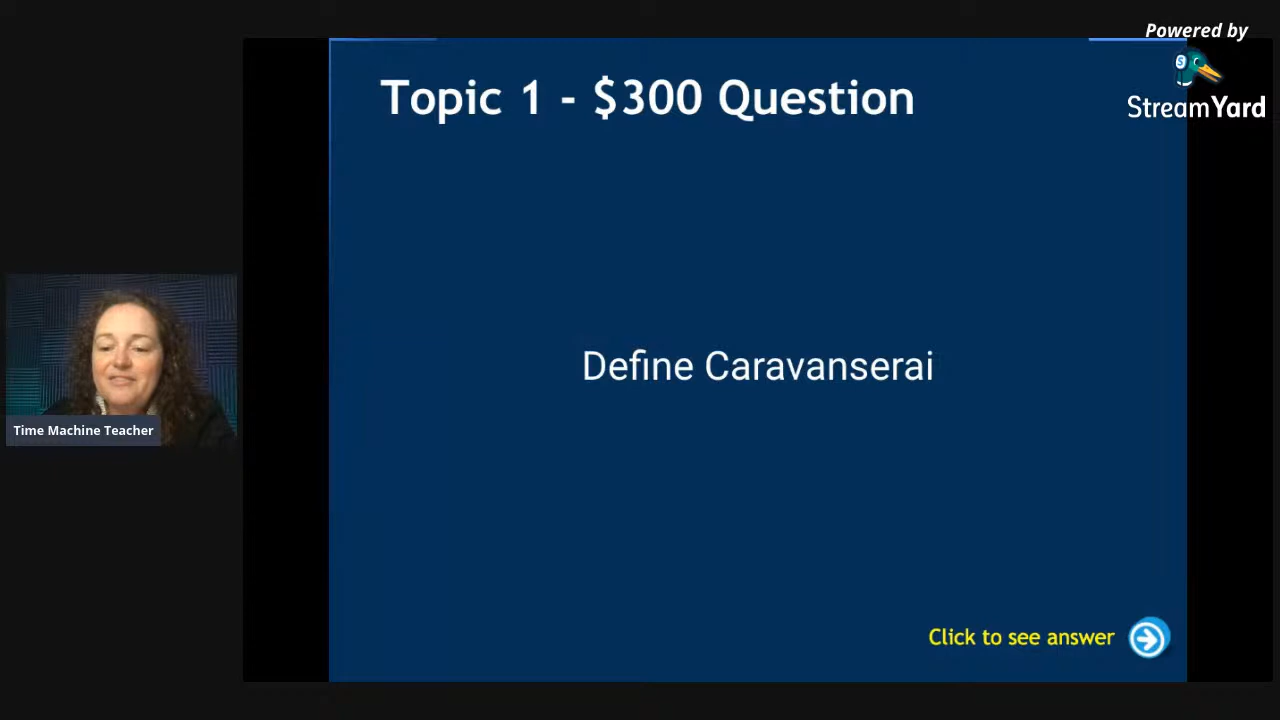 Powered by
StreamYard
Topic 1 - $300 Question
Define Caravanserai
Time Machine Teacher
Click to see answer